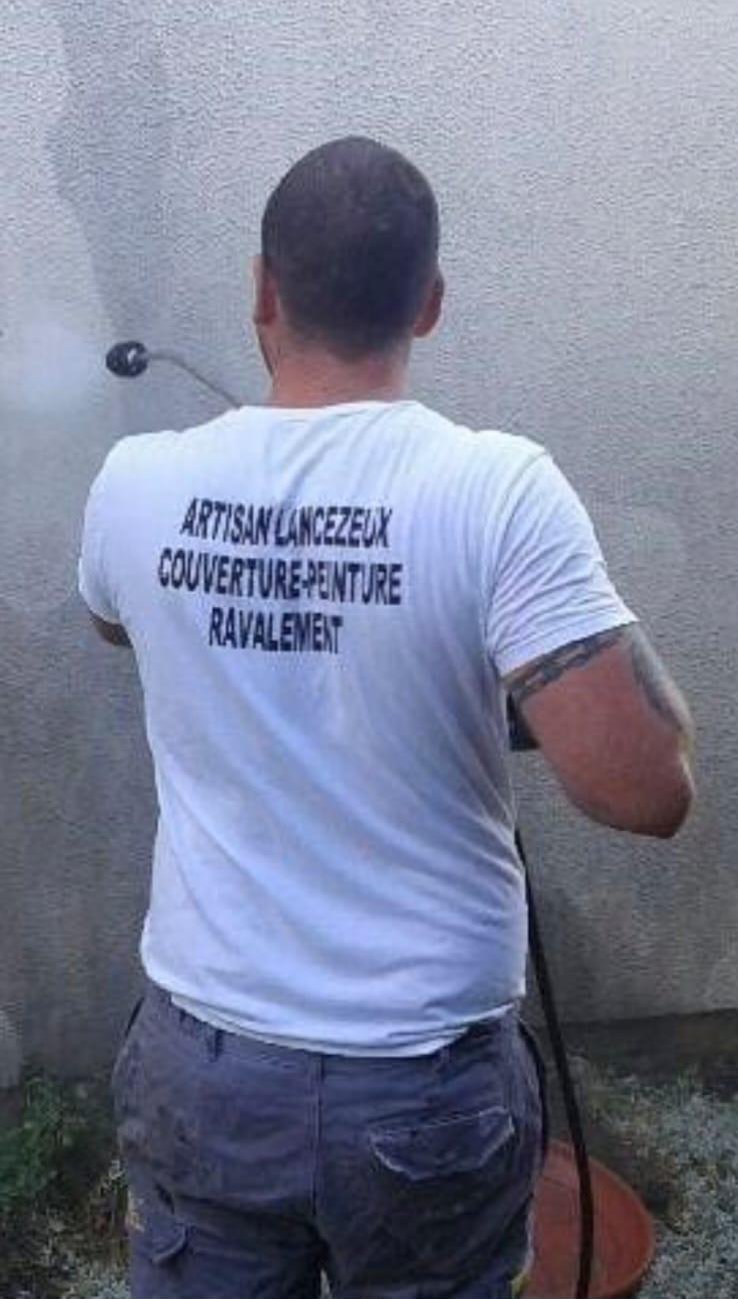 ARTISAN LANCEZEUX
COUVERTURE-PEINTURE
RAVALEMENT